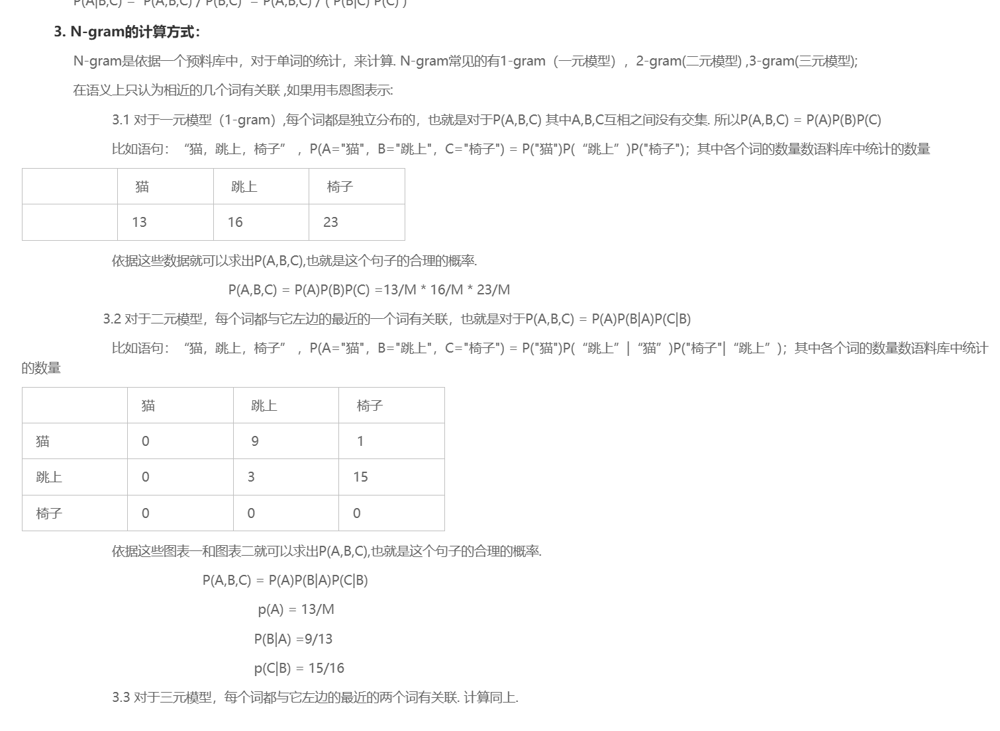 P(A|B,C) = P(A,B,C) / P(B,C) = P(A,B,C) / ( P(B|C) P(C) )
3. N-gram的计算方式：
N-gram是依据一个预料库中，对于单词的统计，来计算. N-gram常见的有1-gram（一元模型），2-gram(二元模型) ,3-gram(三元模型);
在语义上只认为相近的几个词有关联 ,如果用韦恩图表示:
3.1 对于一元模型（1-gram）,每个词都是独立分布的，也就是对于P(A,B,C) 其中A,B,C互相之间没有交集. 所以P(A,B,C) = P(A)P(B)P(C)
比如语句：“猫，跳上，椅子” ，P(A="猫"，B="跳上"，C="椅子") = P("猫")P(“跳上”)P("椅子")；其中各个词的数量数语料库中统计的数量
猫 跳上 椅子
13 16 23
依据这些数据就可以求出P(A,B,C),也就是这个句子的合理的概率.
P(A,B,C) = P(A)P(B)P(C) =13/M * 16/M * 23/M
3.2 对于二元模型，每个词都与它左边的最近的一个词有关联，也就是对于P(A,B,C) = P(A)P(B|A)P(C|B)
比如语句：“猫，跳上，椅子” ，P(A="猫"，B="跳上"，C="椅子") = P("猫")P(“跳上”|“猫”)P("椅子"|“跳上”)；其中各个词的数量数语料库中统计
的数量
猫 跳上 椅子
猫 0 9 1
跳上 0 3 15
椅子 0 0 0
依据这些图表一和图表二就可以求出P(A,B,C),也就是这个句子的合理的概率.
P(A,B,C) = P(A)P(B|A)P(C|B)
p(A) = 13/M
P(B|A) =9/13
p(C|B) = 15/16
3.3 对于三元模型，每个词都与它左边的最近的两个词有关联. 计算同上.